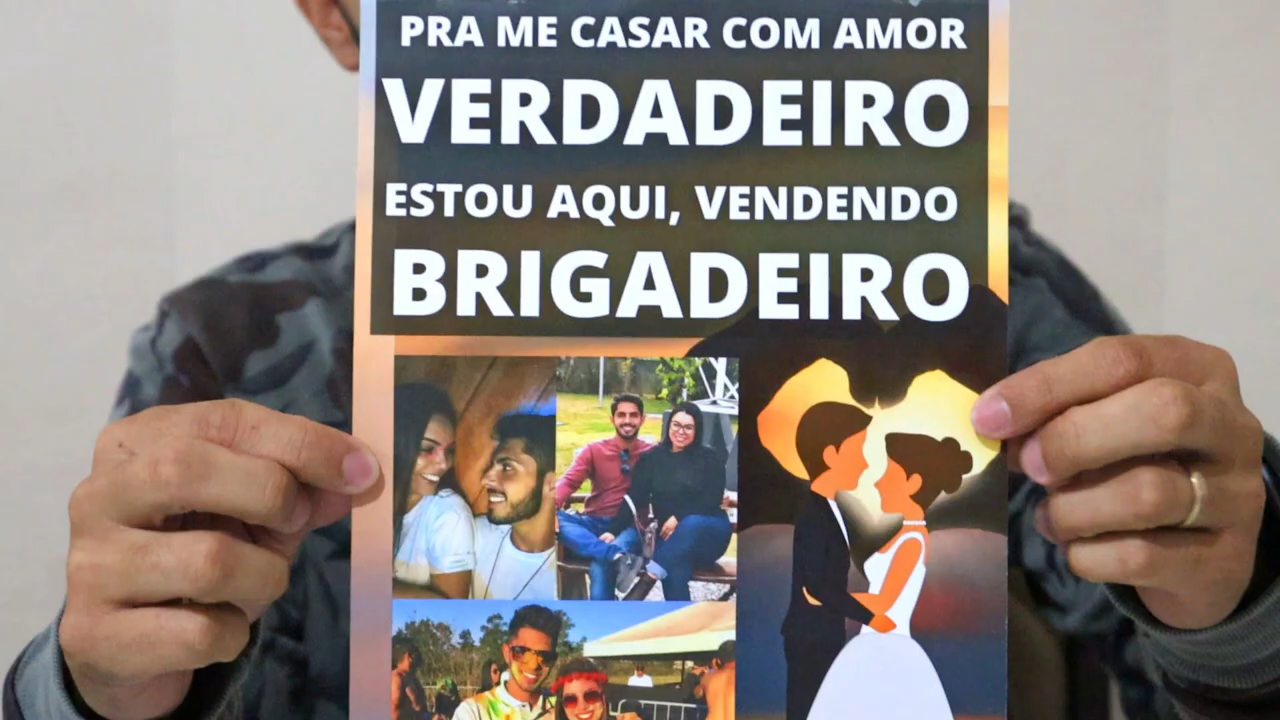 PRA ME CASAR COM AMOR
VERDADEIRO
ESTOU AQUI, VENDENDO
BRIGADEIRO